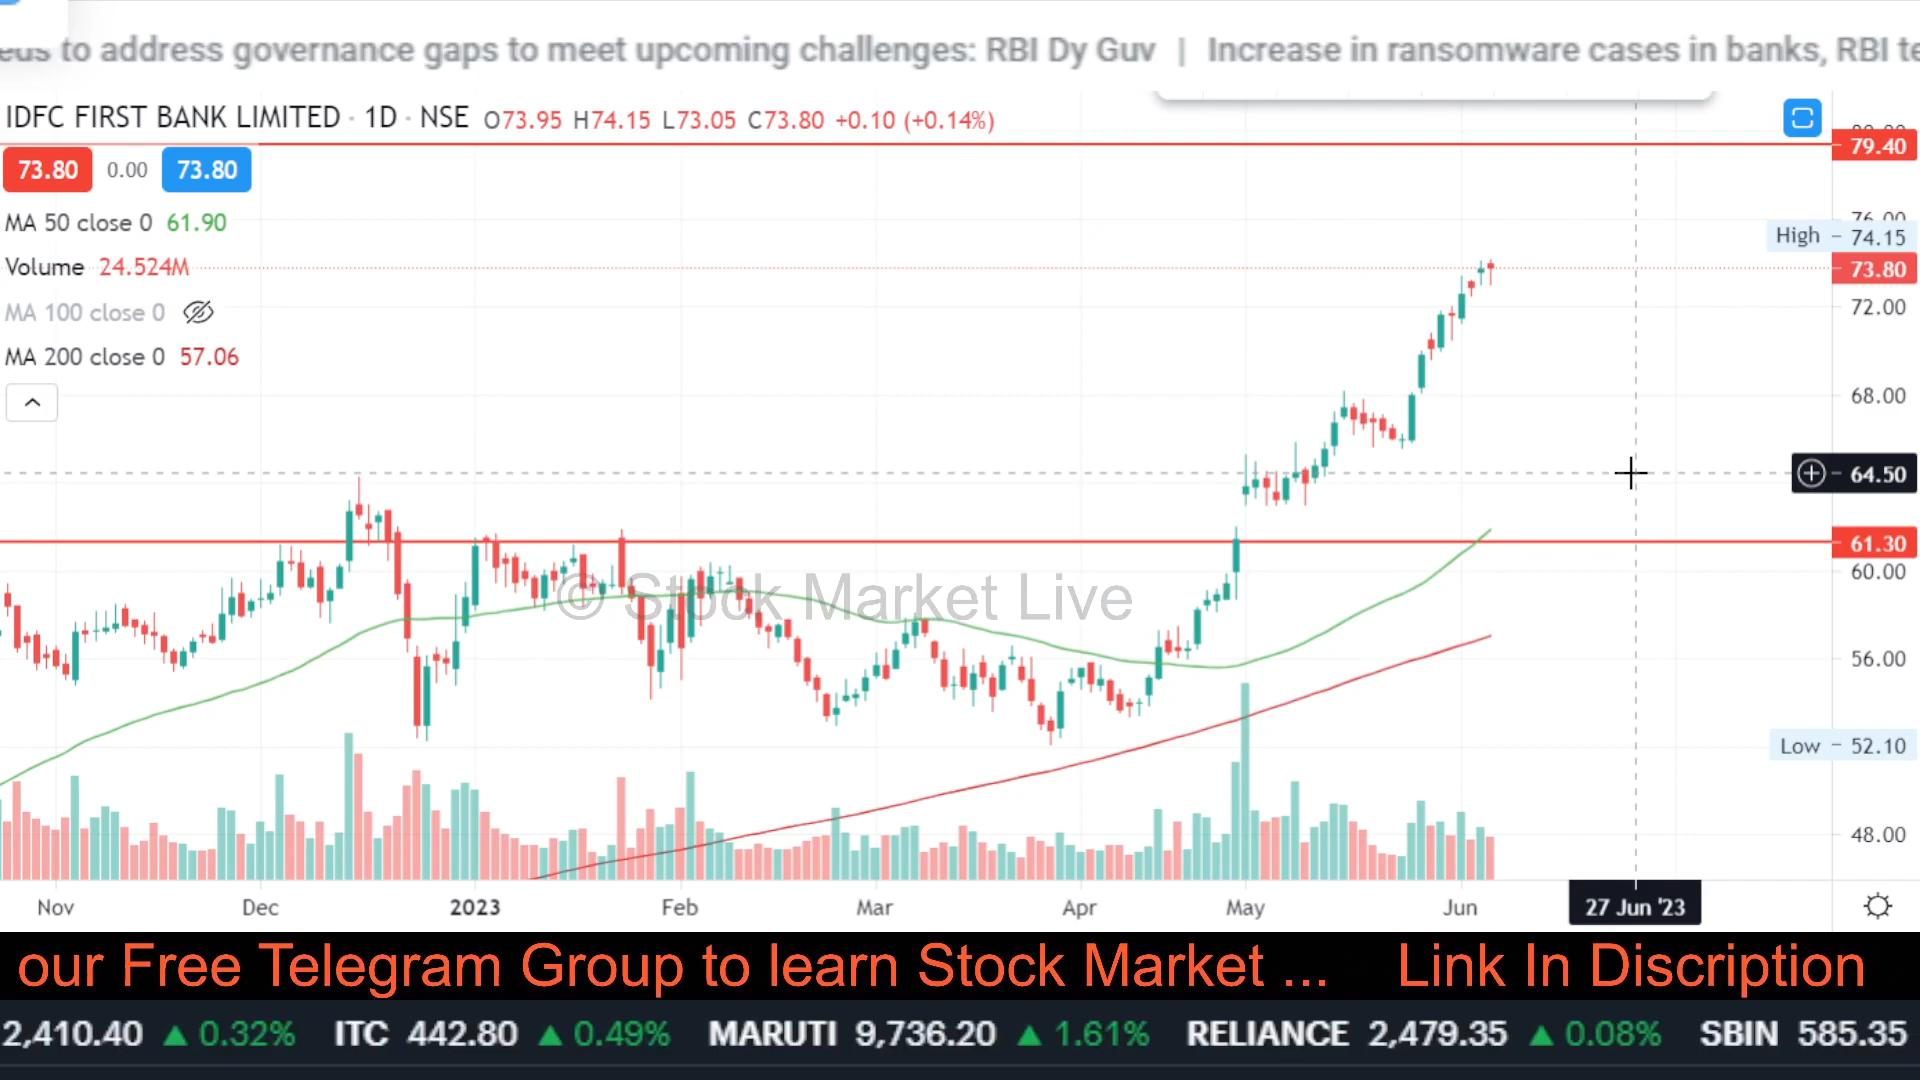 to address governance gaps to meet upcoming challenges: RBI Dy Guv | Increase in ransomware cases in banks, RBI
IDFC FIRST BANK LIMITED · 1D · NSE O73.95 H74.15 L73.05 C73.80 +0.10 (+0.14%)
79.40
73.80 0.00 73.80
MA 50 close 0 61.90
76.00
High 74.15
Volume 24.524M
73.80
MA 100 close 0
72.00
MA 200 close 0 57.06
68.00
64.50
61.30
60.00
© Stock Market Live
56.00
Low 52.10
48.00
Nov Dec 2023 Feb Mar Apr May Jun 27 Jun '23
our Free Telegram Group to learn Stock Market ... Link In Discription
2,410.40 ▲ 0.32% ITC 442.80 ▲ 0.49% MARUTI 9,736.20 ▲ 1.61% RELIANCE 2,479.35 ▲ 0.08% SBIN 585.35